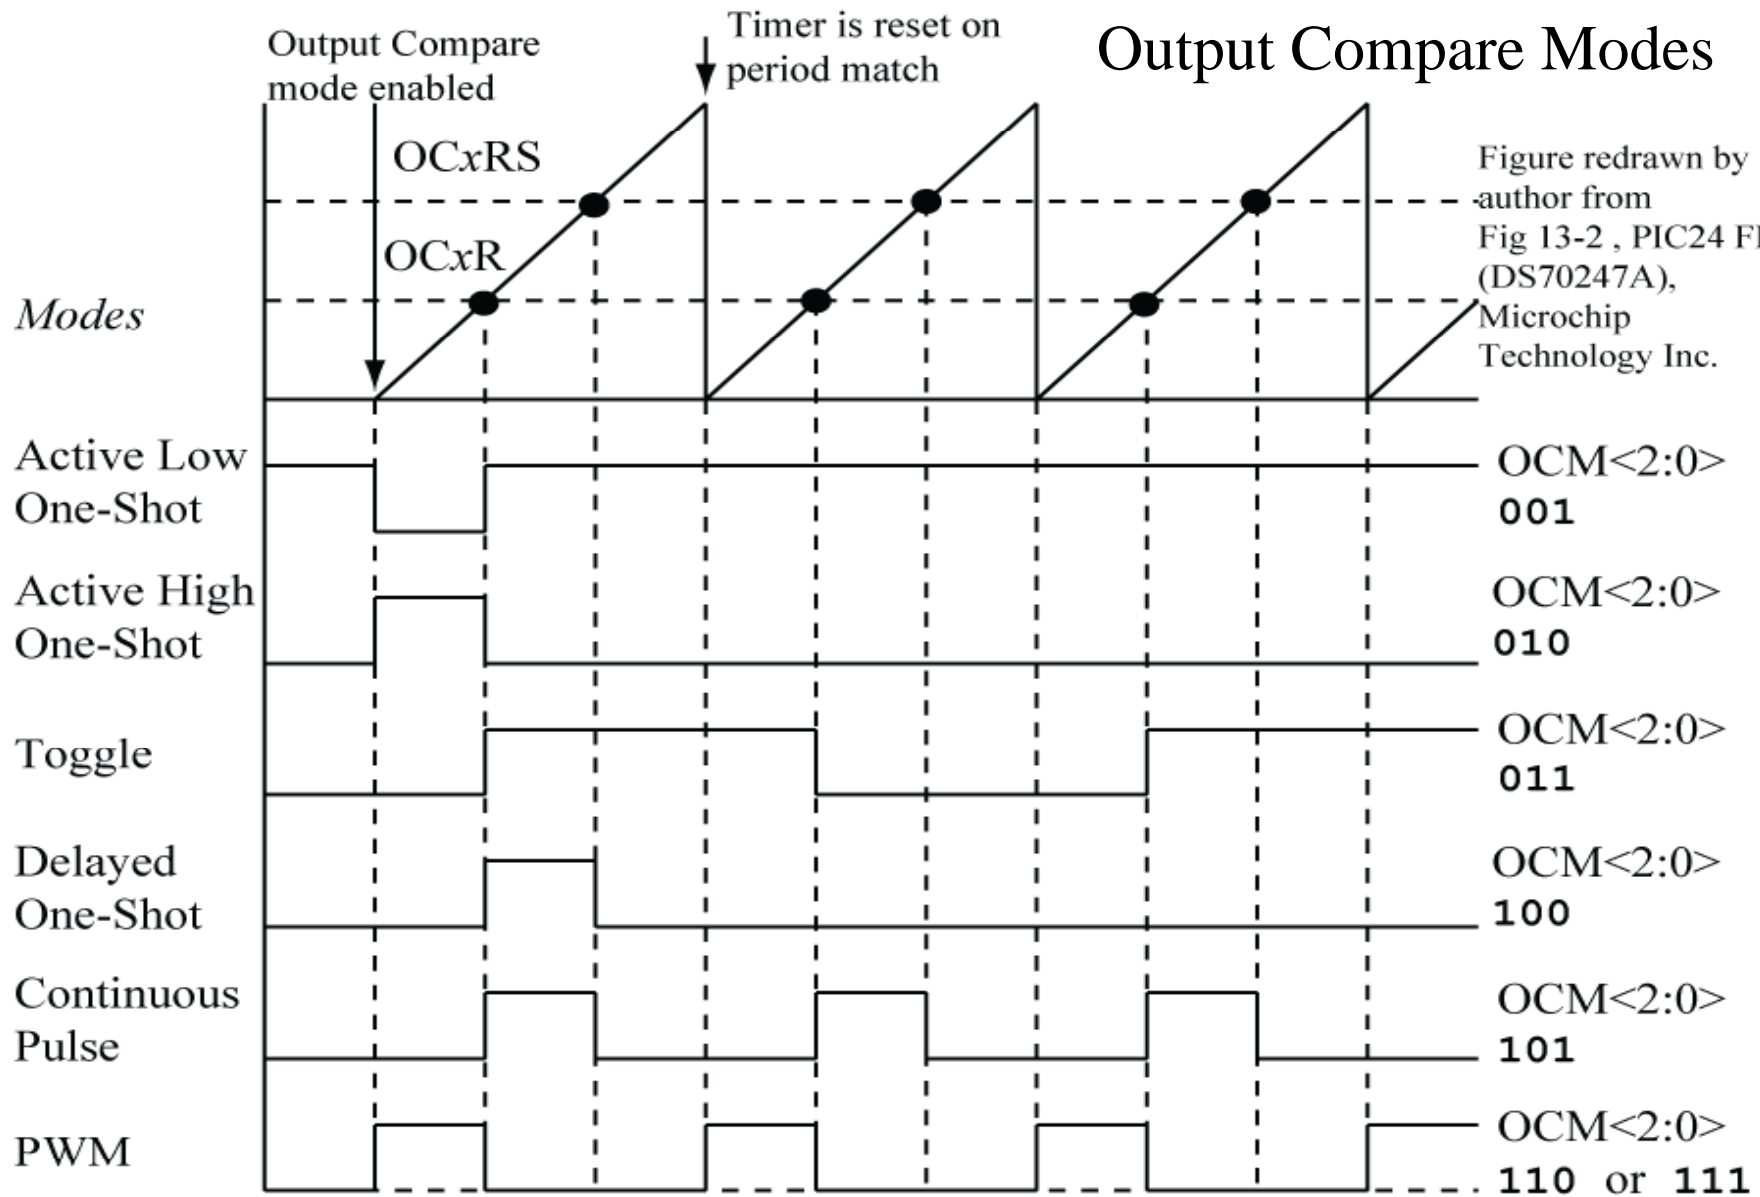 Output Compare Modes
Output Compare
mode enabled
Timer is reset on
period match
OCxRS
OCxR
Figure redrawn by
author from
Fig 13-2 , PIC24
(DS70247A),
Microchip
Technology Inc.
Modes
Active Low
One-Shot
OCM<2:0>
001
Active High
One-Shot
OCM<2:0>
010
Toggle
OCM<2:0>
011
Delayed
One-Shot
OCM<2:0>
100
Continuous
Pulse
OCM<2:0>
101
PWM
OCM<2:0>
110 or 111